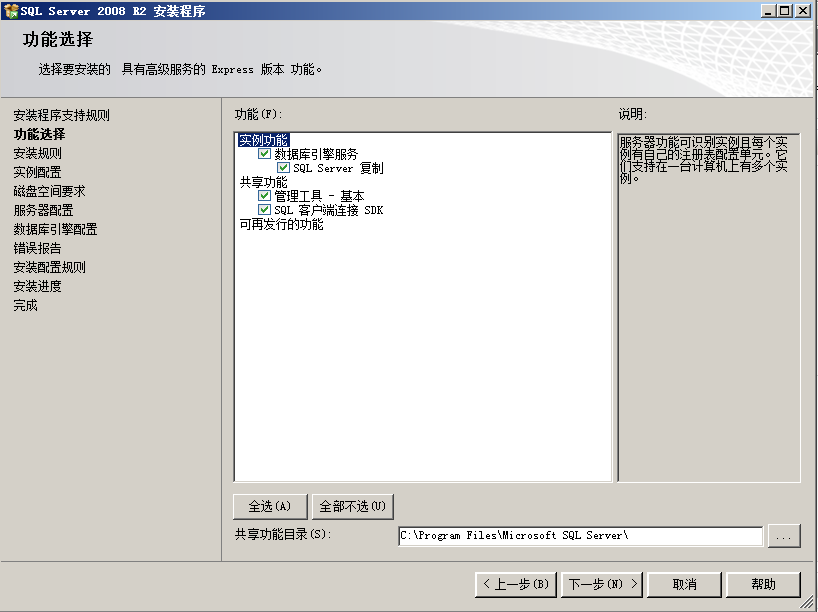 SQL Server 2008 R2 安装程序
功能选择
选择要安装的 具有高级服务的 Express 版本 功能。
安装程序支持规则
功能选择
安装规则
实例配置
磁盘空间要求
服务器配置
数据库引擎配置
错误报告
安装配置规则
安装进度
完成
功能(F):
实例功能
数据库引擎服务
SQL Server 复制
共享功能
管理工具 - 基本
SQL 客户端连接 SDK
可再发行的功能
说明:
服务器功能可识别实例且每个实
例有自己的注册表配置单元。它
们支持在一台计算机上有多个实
例。
全选(A)
全部不选(U)
共享功能目录(S):
C:\Program Files\Microsoft SQL Server\
...
< 上一步(B)
下一步(N) >
取消
帮助